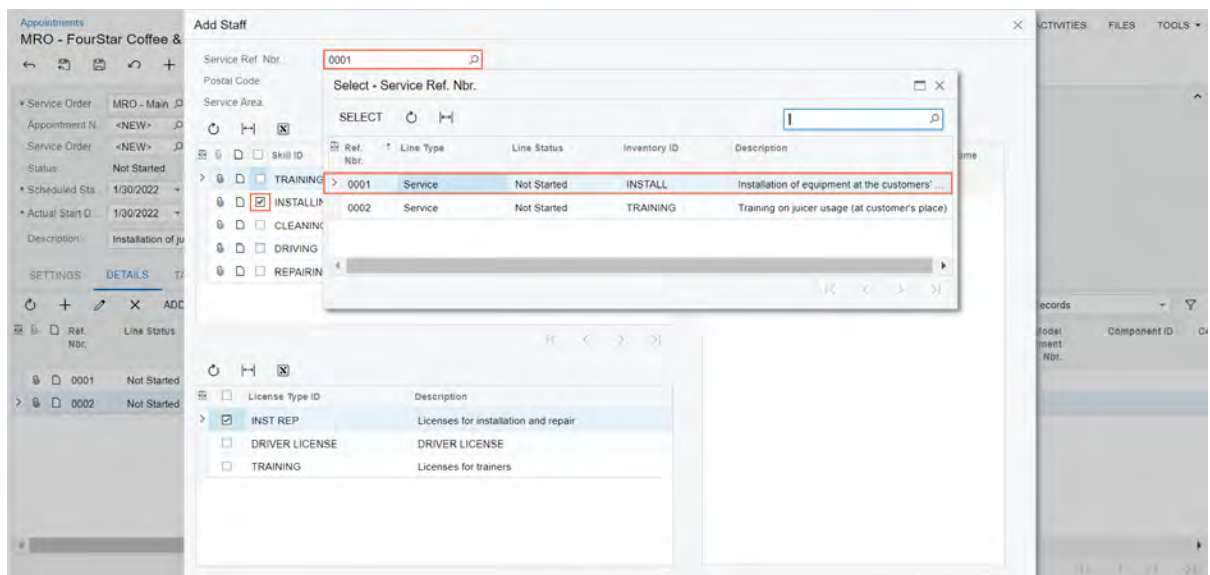 Appointments
MRO - FourStar Coffee &
Service Order MRO - Main
Appointment N <NEW>
Service Order <NEW>
Status: Not Started
Scheduled Sta 1/30/2022
Actual Start D 1/30/2022
Description: Installation of ju
SETTINGS DETAILS TA
ADD
Ref. Nbr. Line Status
0001 Not Started
0002 Not Started
Add Staff
Service Ref. Nbr. 0001
Postal Code
Service Area
Skill ID
TRAINING
INSTALLIN
CLEANING
DRIVING
REPAIRIN
Select - Service Ref. Nbr.
SELECT
Ref. Nbr. Line Type Line Status Inventory ID Description
0001 Service Not Started INSTALL Installation of equipment at the customers' ...
0002 Service Not Started TRAINING Training on juicer usage (at customer's place)
License Type ID Description
INST REP Licenses for installation and repair
DRIVER LICENSE DRIVER LICENSE
TRAINING Licenses for trainers
ACTIVITIES FILES TOOLS
Component ID